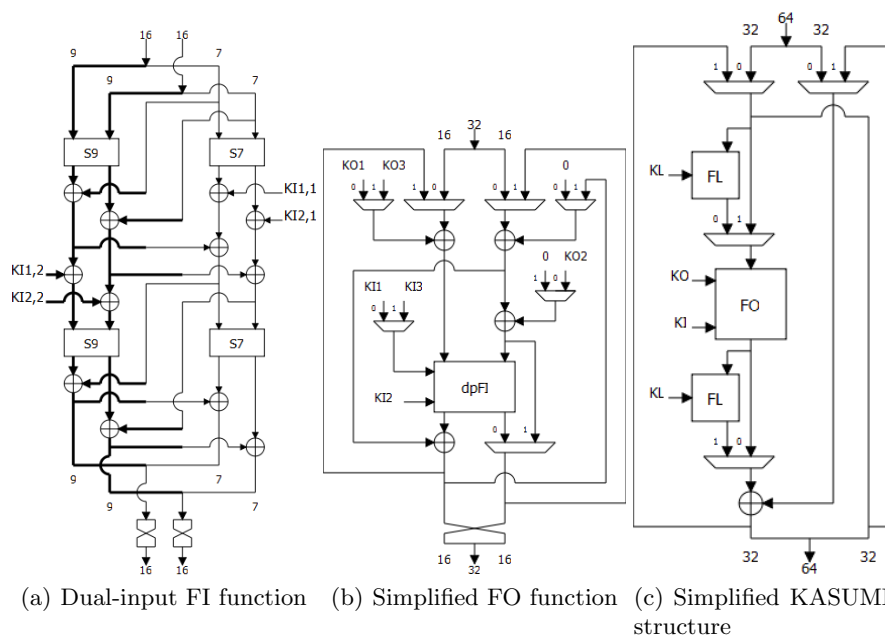 16 16
9 7
9 7
S9 S7
KI1,1
KI2,1
KI1,2
KI2,2
S9 S7
9 7
9 7
16 16
(a) Dual-input FI function
32
16 16
KO1 KO3 0
0 1 1 0 0 1 0 1
0 KO2
1 0
KI1 KI3
0 1
dpFI
KI2
0 1
16 16
32
(b) Simplified FO function
64
32 32
1 0 0 1
KL FL
0 1
KO
FO
KI
KL FL
1 0
32 32
64
(c) Simplified KASUMI
structure